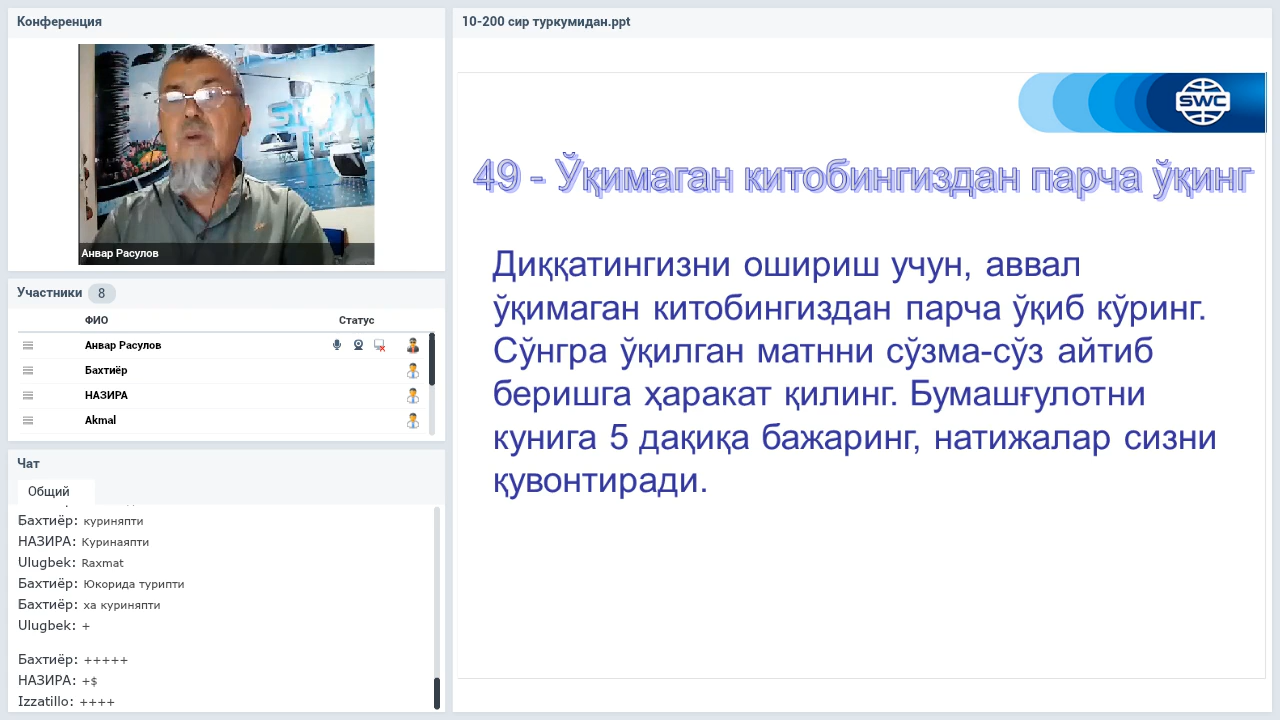 Конференция
Анвар Расулов
Участники 8
ФИО Статус
Анвар Расулов
Бахтиёр
НАЗИРА
Akmal
Чат
Общий
Бахтиёр: куриняпти
НАЗИРА: Куринаяпти
Ulugbek: Raxmat
Бахтиёр: Юкорида турипти
Бахтиёр: ха куриняпти
Ulugbek: +
Бахтиёр: +++++
НАЗИРА: +$
Izzatillo: ++++
10-200 сир туркумидан.ppt
SWC
49 - Ўқимаган китобингиздан парча ўқинг
Диққатингизни ошириш учун, аввал
ўқимаган китобингиздан парча ўқиб кўринг.
Сўнгра ўқилган матнни сўзма-сўз айтиб
беришга ҳаракат қилинг. Бумашғулотни
кунига 5 дақиқа бажаринг, натижалар сизни
қувонтиради.